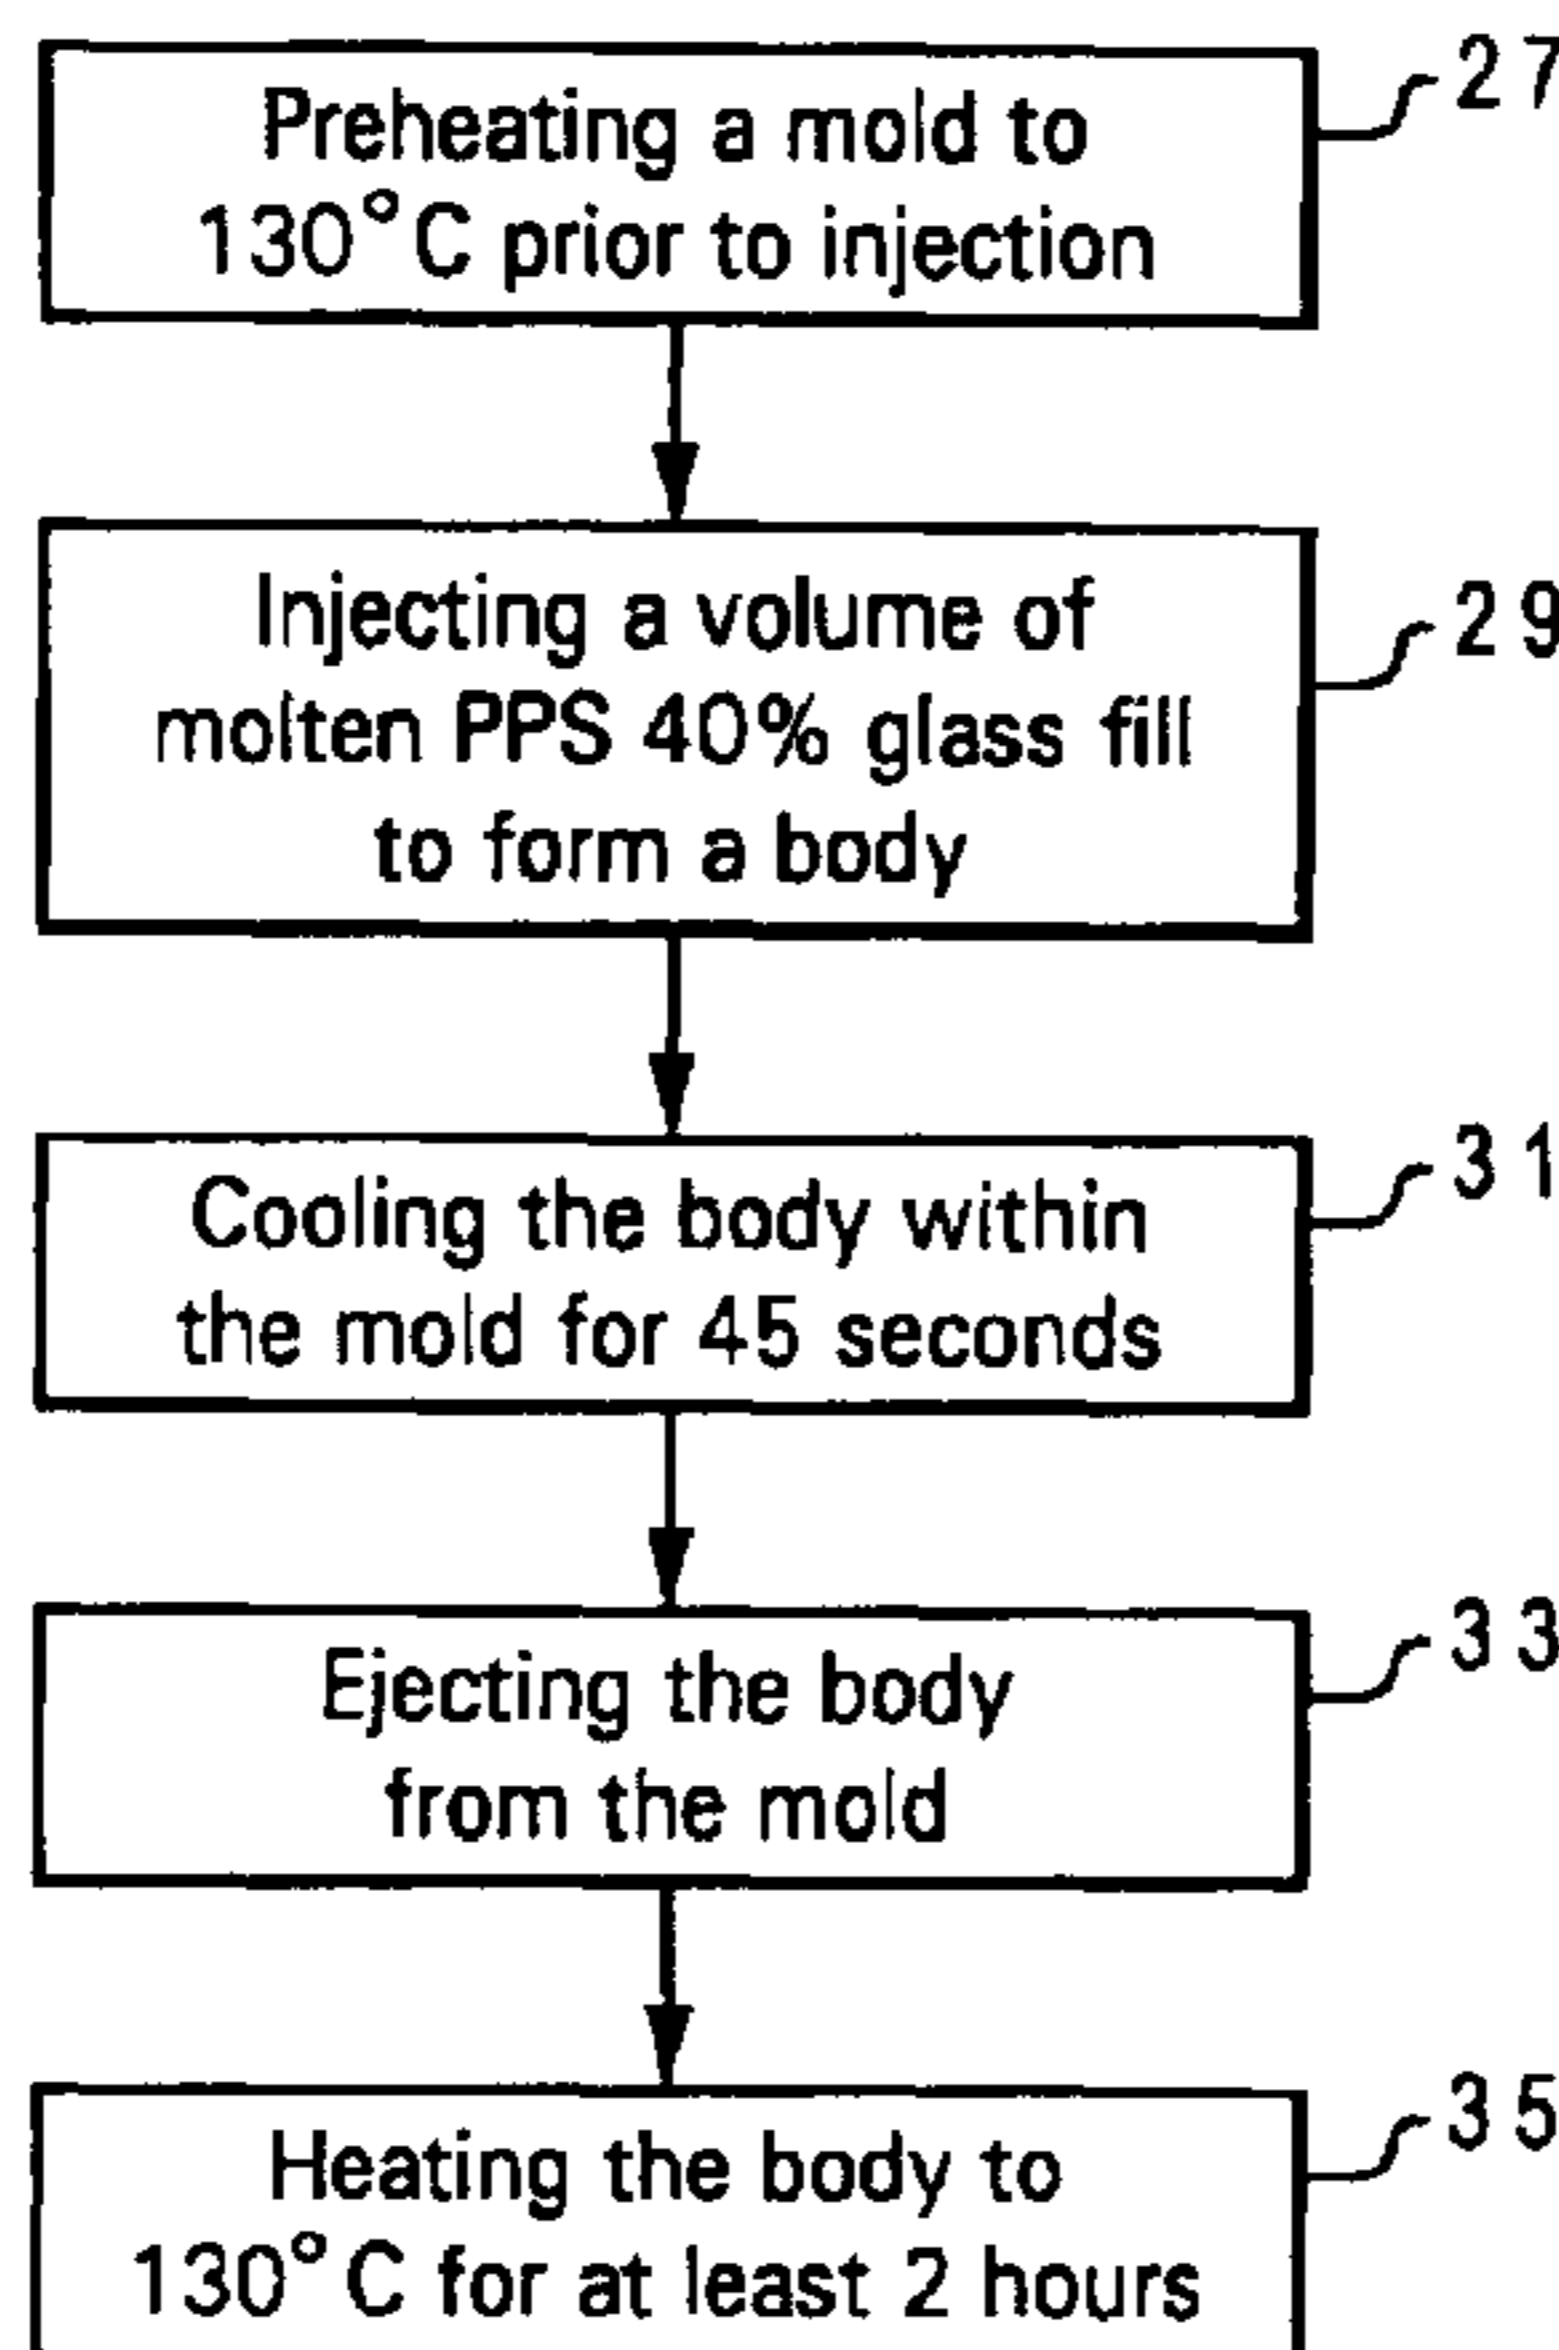 27
Preheating a mold to
130°C prior to injection
29
Injecting a volume of
molten PPS 40% glass fill
to form a body
31
Cooling the body within
the mold for 45 seconds
33
Ejecting the body
from the mold
35
Heating the body to
130°C for at least 2 hours